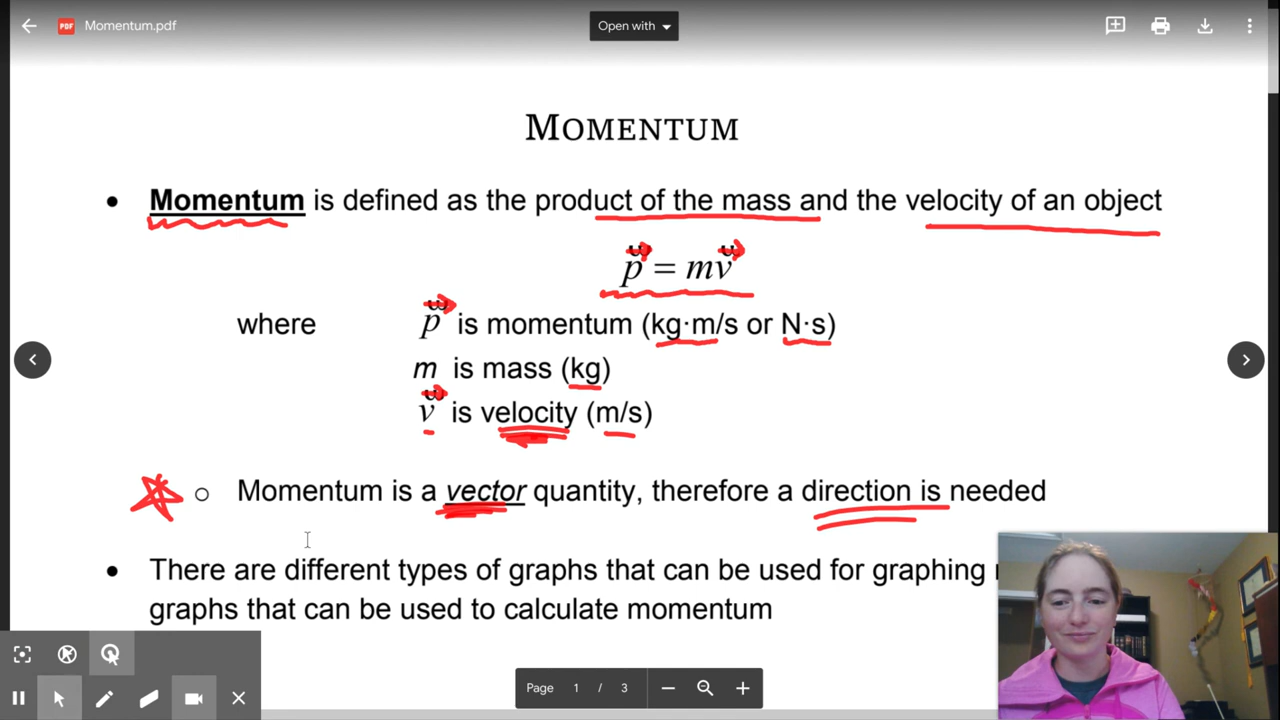 PDF Momentum.pdf
Open with
MOMENTUM
• Momentum is defined as the product of the mass and the velocity of an object
p = mv
where p is momentum (kg·m/s or N·s)
m is mass (kg)
v is velocity (m/s)
○ Momentum is a vector quantity, therefore a direction is needed
• There are different types of graphs that can be used for graphing
graphs that can be used to calculate momentum
Page 1 / 3